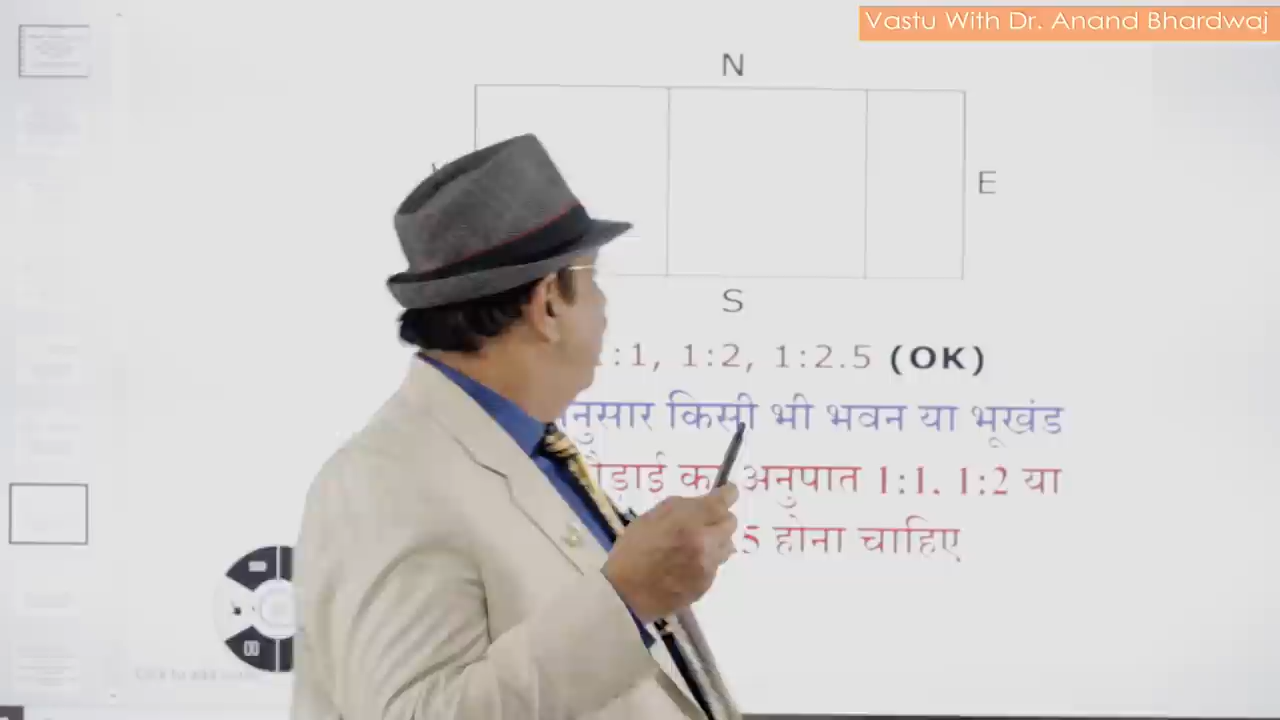 Vastu With Dr. Anand Bhardwaj
N
E
S
:1, 1:2, 1:2.5 (OK)
किसी भी भवन या भूखंड
अनुपात 1:1. 1:2 या
5 होना चाहिए